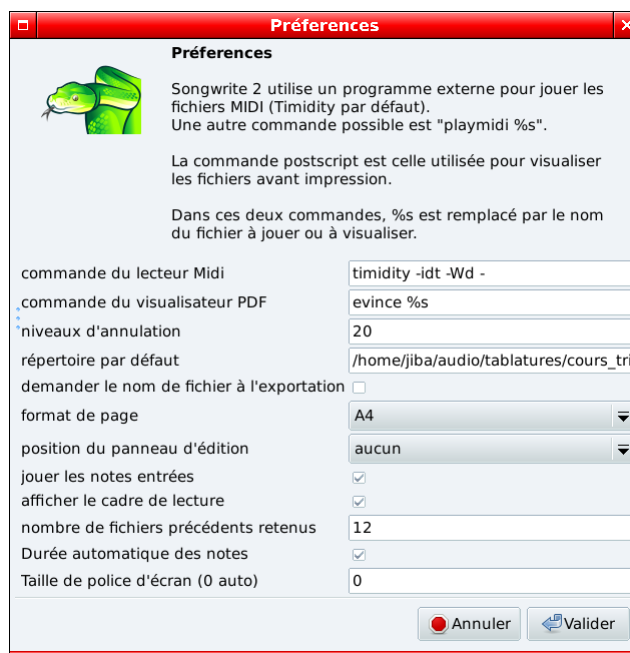 Préferences
Préferences
Songwrite 2 utilise un programme externe pour jouer les
fichiers MIDI (Timidity par défaut).
Une autre commande possible est "playmidi %s".
La commande postscript est celle utilisée pour visualiser
les fichiers avant impression.
Dans ces deux commandes, %s est remplacé par le nom
du fichier à jouer ou à visualiser.
commande du lecteur Midi timidity -idt -Wd -
commande du visualisateur PDF evince %s
niveaux d'annulation 20
répertoire par défaut /home/jiba/audio/tablatures/cours_tri
demander le nom de fichier à l'exportation
format de page A4
position du panneau d'édition aucun
jouer les notes entrées
afficher le cadre de lecture
nombre de fichiers précédents retenus 12
Durée automatique des notes
Taille de police d'écran (0 auto) 0
Annuler Valider